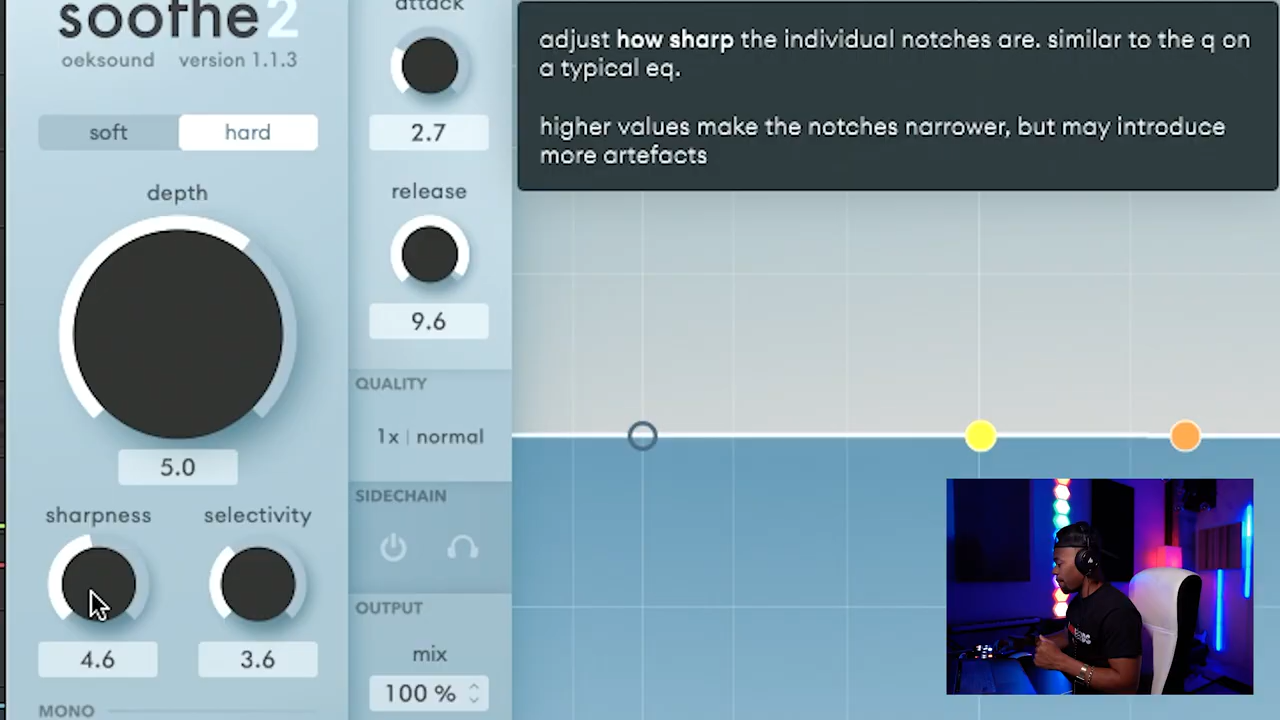 soothe2
oeksound version 1.1.3
soft hard
depth
5.0
sharpness selectivity
4.6 3.6
MONO
attack
2.7
release
9.6
QUALITY
1x | normal
SIDECHAIN
OUTPUT
mix
100 %
adjust how sharp the individual notches are. similar to the q on
a typical eq.
higher values make the notches narrower, but may introduce
more artefacts